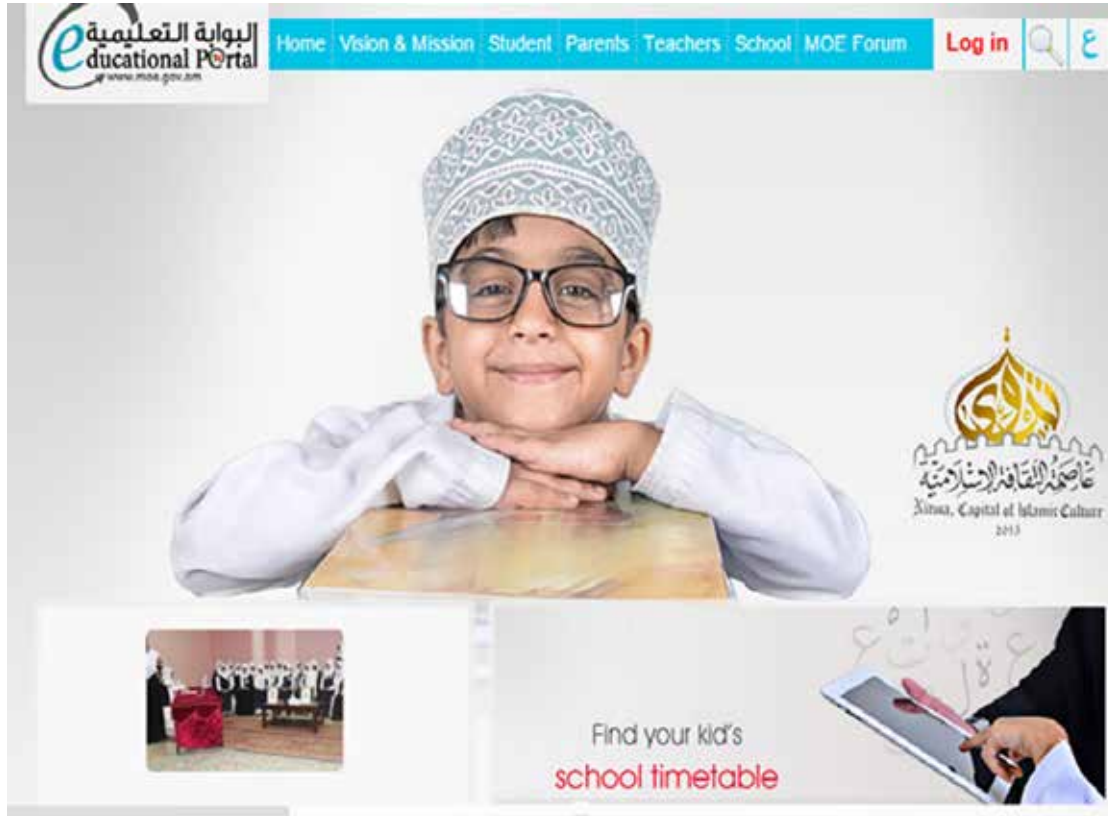 البوابة التعليمية
educational Portal
www.moe.gov.om
Home Vision & Mission Student Parents Teachers School MOE Forum Log in ع
نزوى
عاصمة الثقافة الإسلامية
Nizwa, Capital of Islamic Culture
2015
Find your kid's
school timetable